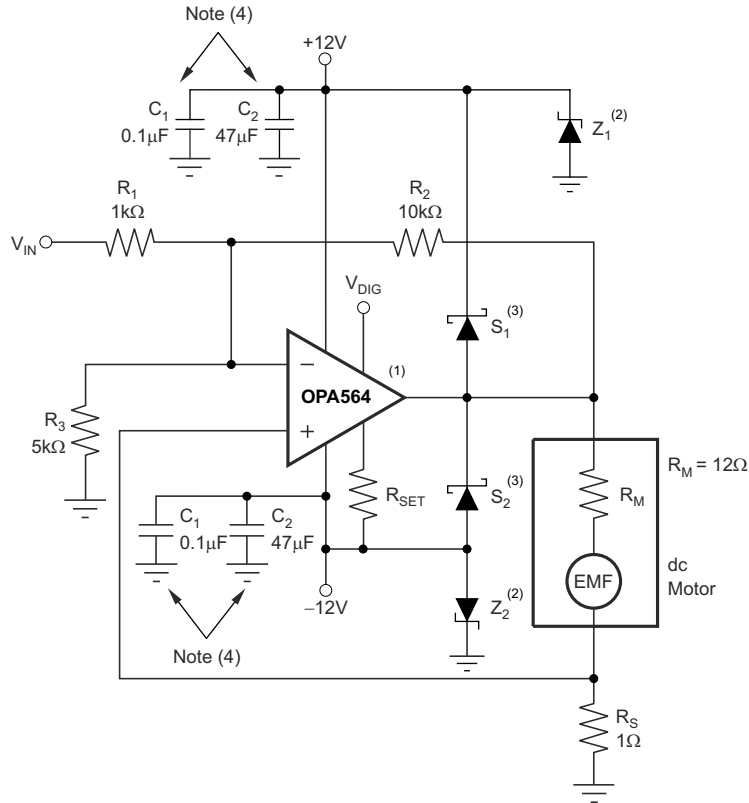 Note (4)
+12V
C1
0.1µF
C2
47µF
Z1(2)
R1
1kΩ
R2
10kΩ
VIN
VDIG
S1(3)
−
(1)
OPA564
+
R3
5kΩ
RM = 12Ω
RM
RSET
S2(3)
C1
0.1µF
C2
47µF
EMF
dc
Motor
−12V
Z2(2)
Note (4)
RS
1Ω